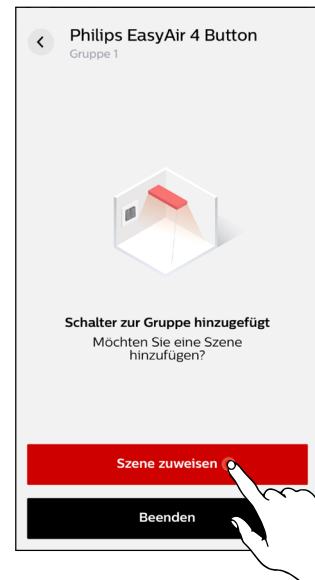 Philips EasyAir 4 Button
Gruppe 1
Schalter zur Gruppe hinzugefügt
Möchten Sie eine Szene
hinzufügen?
Szene zuweisen
Beenden